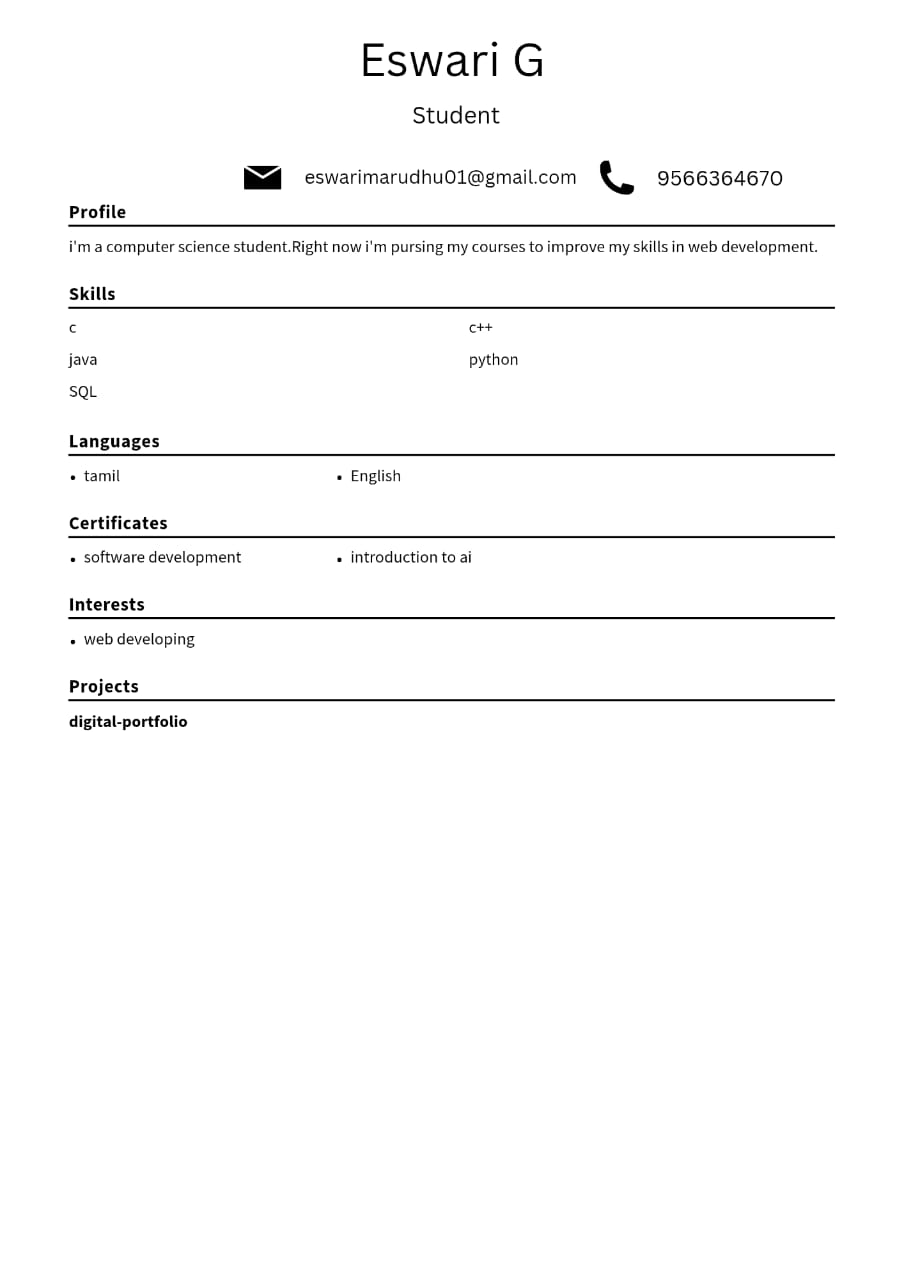 Eswari G
Student
eswarimarudhu01@gmail.com 9566364670
Profile
i'm a computer science student.Right now i'm pursing my courses to improve my skills in web development.
Skills
c c++
java python
SQL
Languages
• tamil • English
Certificates
• software development • introduction to ai
Interests
• web developing
Projects
digital-portfolio